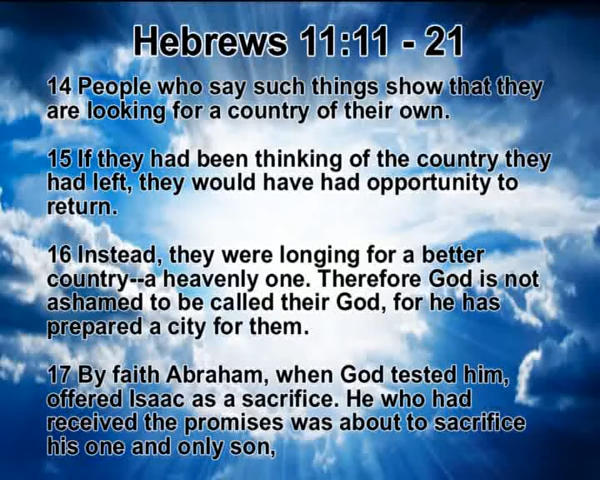 Hebrews 11:11 - 21
14 People who say such things show that they
are looking for a country of their own.
15 If they had been thinking of the country they
had left, they would have had opportunity to
return.
16 Instead, they were longing for a better
country--a heavenly one. Therefore God is not
ashamed to be called their God, for he has
prepared a city for them.
17 By faith Abraham, when God tested him,
offered Isaac as a sacrifice. He who had
received the promises was about to sacrifice
his one and only son,